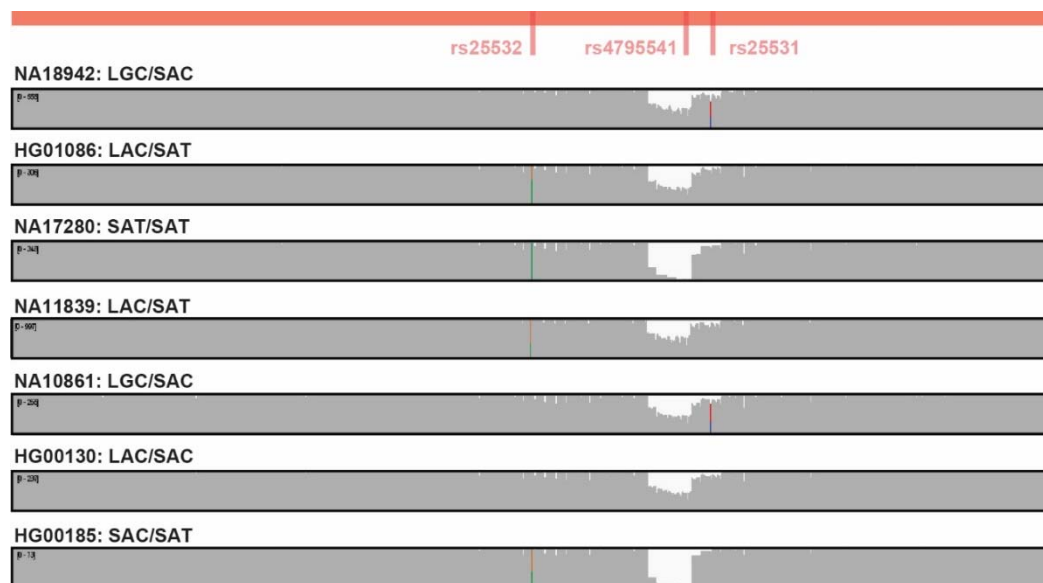 rs25532 rs4795541 rs25531
NA18942: LGC/SAC
HG01086: LAC/SAT
NA17280: SAT/SAT
NA11839: LAC/SAT
NA10861: LGC/SAC
HG00130: LAC/SAC
HG00185: SAC/SAT